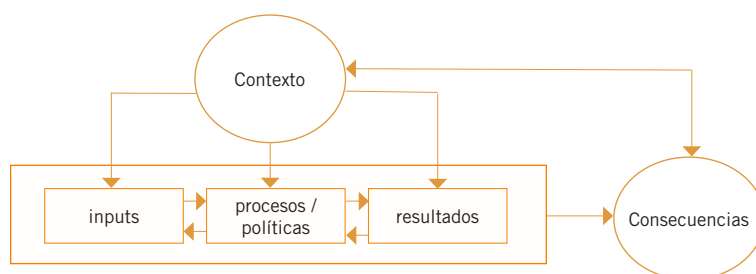 Contexto
inputs
procesos /
políticas
resultados
Consecuencias